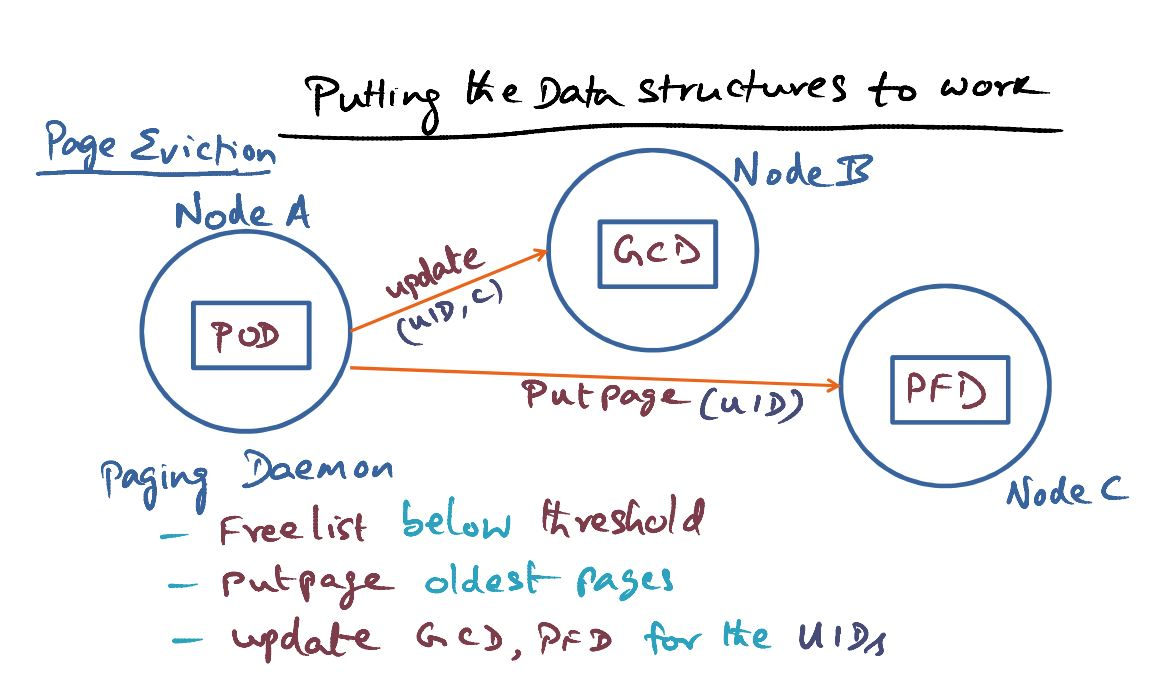 Putting the Data structures to work
Page Eviction
Node A
Node B
GCD
update
(UID, C)
POD
Putpage (UID)
PFD
Node C
Paging Daemon
- Freelist below threshold
- Putpage oldest pages
- update GCD, PFD for the UIDs